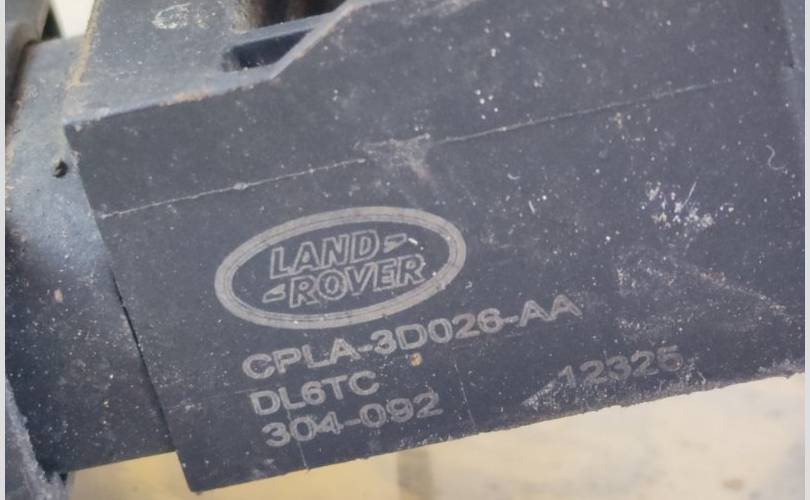 LAND-
-ROVER
CPLA-3D026-AA
DL6TC
304-092
12325